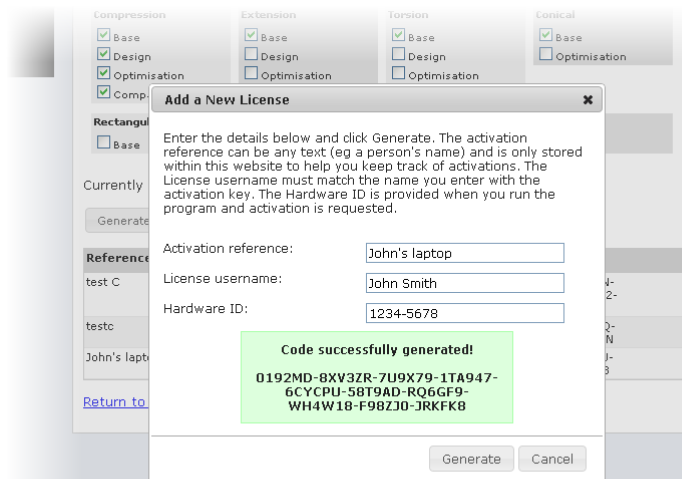 Compression Extension Torsion Conical
Base Base Base Base
Design Design Design Optimisation
Optimisation Optimisation Optimisation
Comp.
Add a New License
Base
Enter the details below and click Generate. The activation
reference can be any text (eg a person's name) and is only stored
within this website to help you keep track of activations. The
License username must match the name you enter with the
activation key. The Hardware ID is provided when you run the
program and activation is requested.
Currently
Generate
Activation reference: John's laptop
Reference
License username: John Smith
test C
Hardware ID: 1234-5678
testc
Code successfully generated!
John's
0192MD-8XV3ZR-7U9X79-1TA947-
6CYCPU-58T9AD-RQ6GF9-
WH4W18-F98ZJ0-JRKFK8
Return to
Generate Cancel